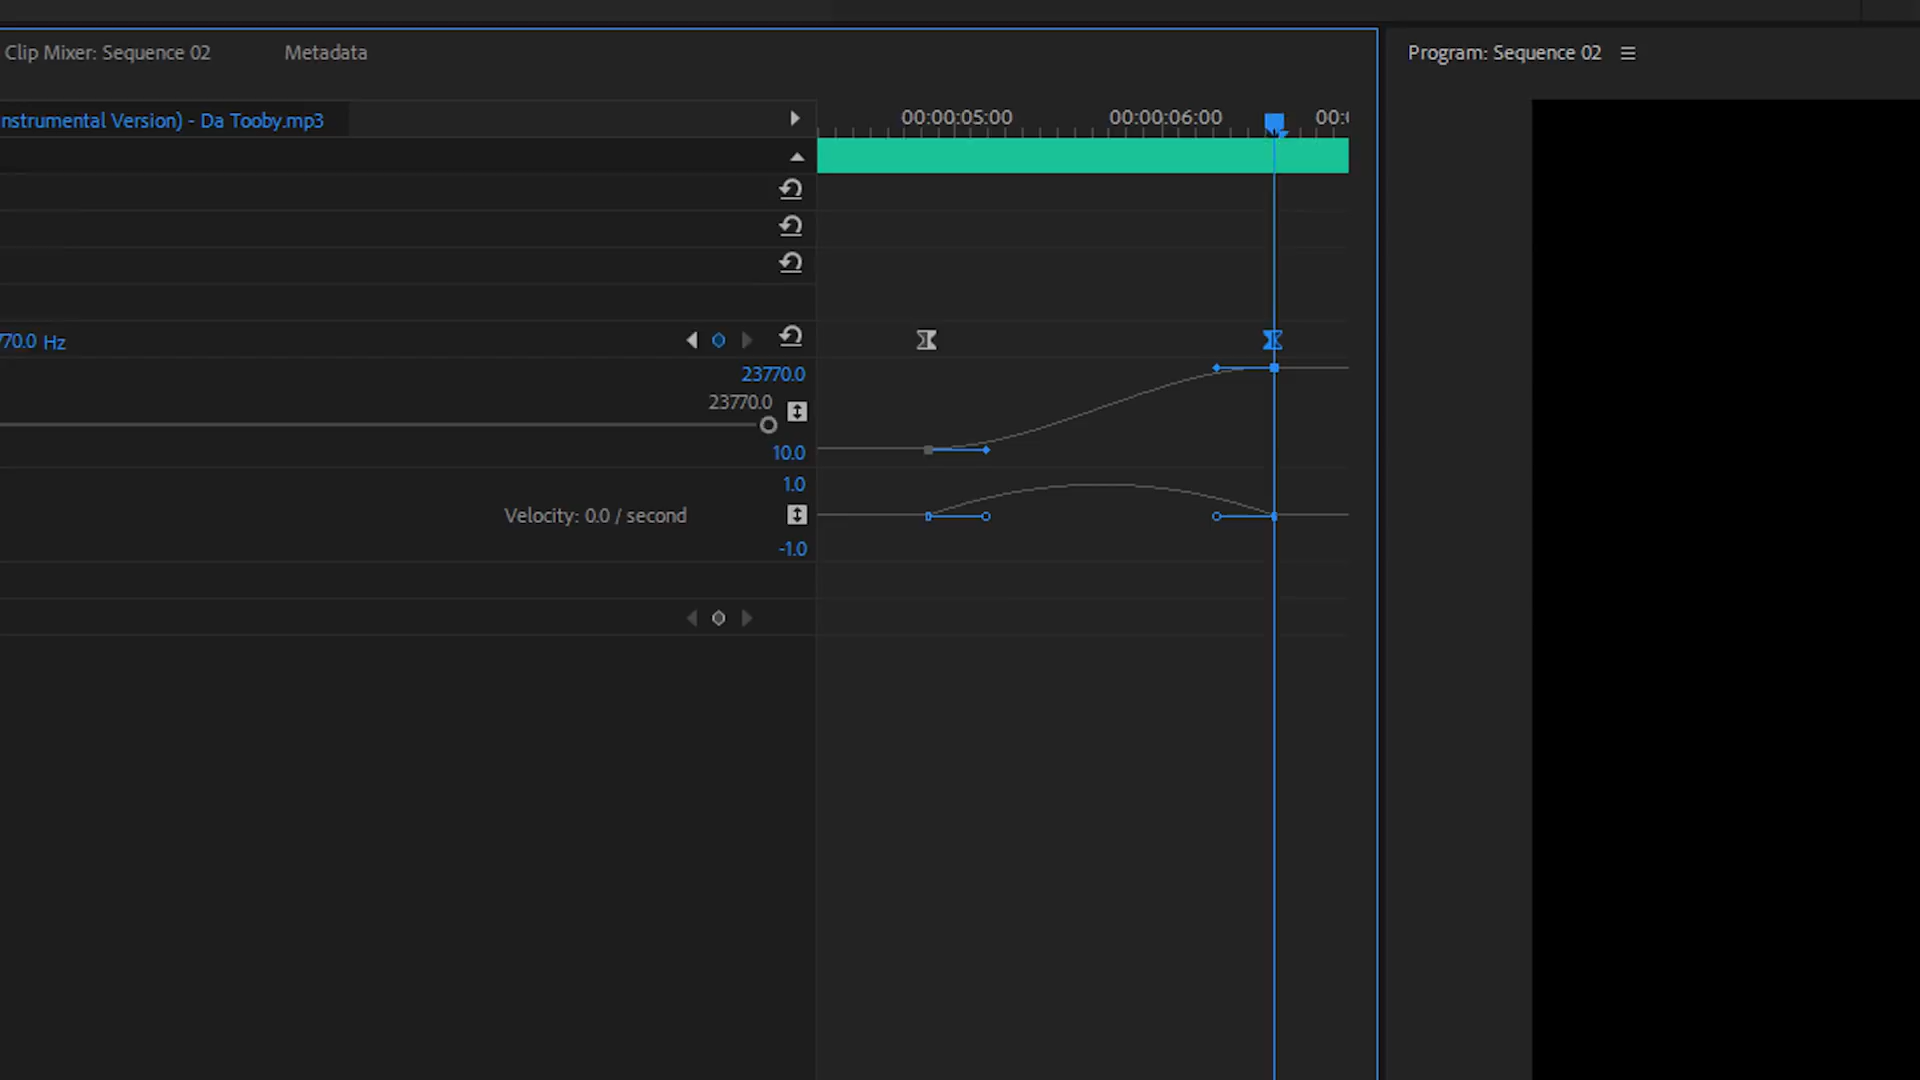 Clip Mixer: Sequence 02
Metadata
Program: Sequence 02
nstrumental Version) - Da Tooby.mp3
00:00:05:00
00:00:06:00
00:0
70.0 Hz
23770.0
23770.0
10.0
1.0
Velocity: 0.0 / second
-1.0